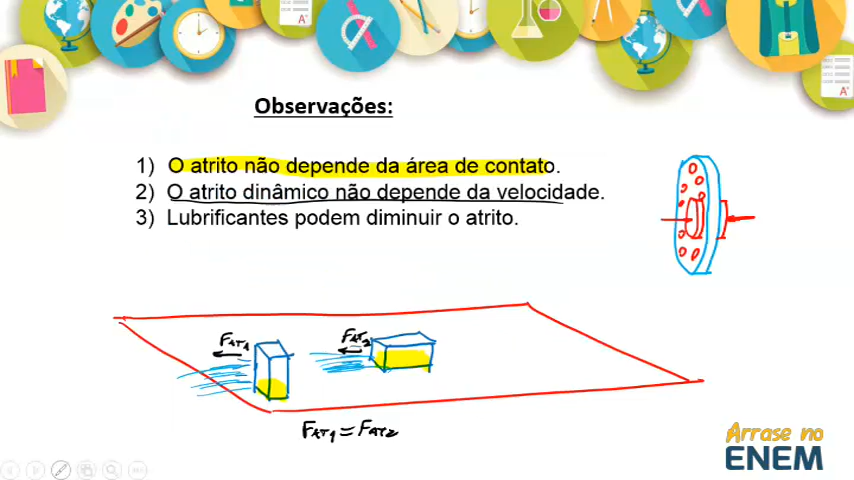 Observações:
1) O atrito não depende da área de contato.
2) O atrito dinâmico não depende da velocidade.
3) Lubrificantes podem diminuir o atrito.
FAT1
FAT2
FAT1 = FAT2
Arrase no
ENEM
A+
A+